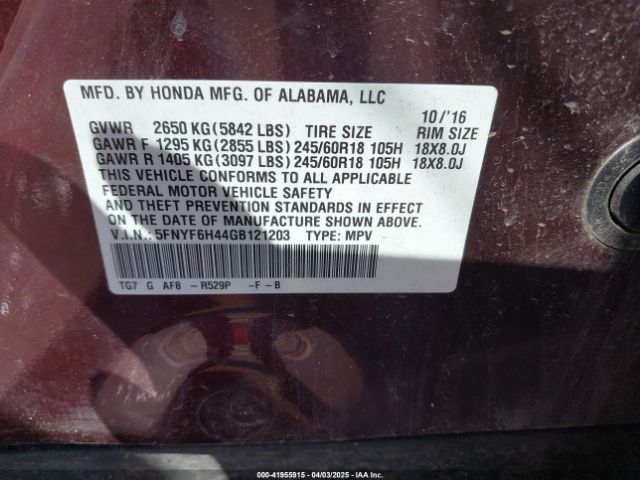 MFD. BY HONDA MFG. OF ALABAMA, LLC
10/'16
GVWR 2650 KG (5842 LBS) TIRE SIZE RIM SIZE
GAWR F 1295 KG (2855 LBS) 245/60R18 105H 18X8.0J
GAWR R 1405 KG (3097 LBS) 245/60R18 105H 18X8.0J
THIS VEHICLE CONFORMS TO ALL APPLICABLE
FEDERAL MOTOR VEHICLE SAFETY
AND THEFT PREVENTION STANDARDS IN EFFECT
ON THE DATE OF MANUFACTURE SHOWN ABOVE.
V.I.N.: 5FNYF6H44GB121203 TYPE: MPV
TG7 G AF8 - R529P -F-B
000-41955915 - 04/03/2025 - IAA Inc.